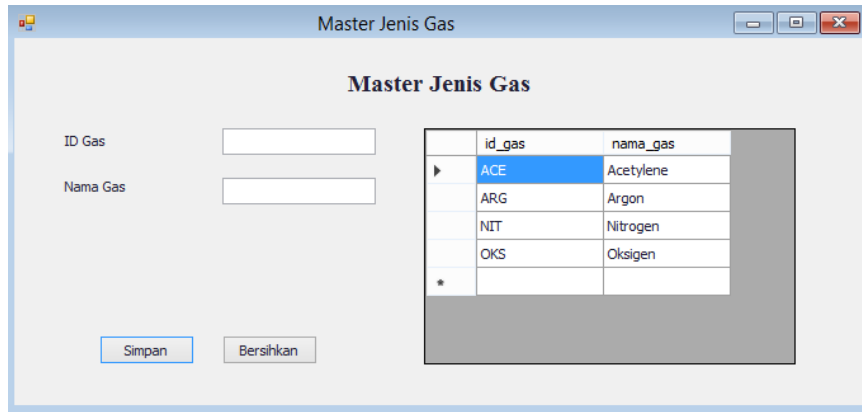 Master Jenis Gas
Master Jenis Gas
ID Gas
Nama Gas
Simpan Bersihkan
id_gas nama_gas
ACE Acetylene
ARG Argon
NIT Nitrogen
OKS Oksigen